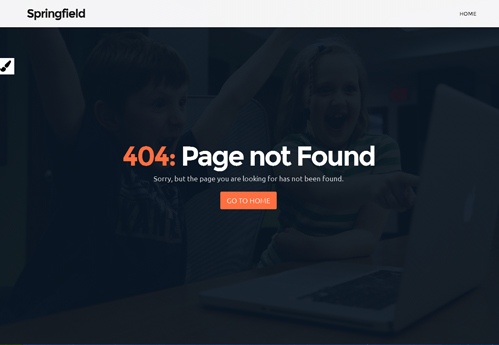 Springfield
HOME
404: Page not Found
Sorry, but the page you are looking for has not been found.
GO TO HOME